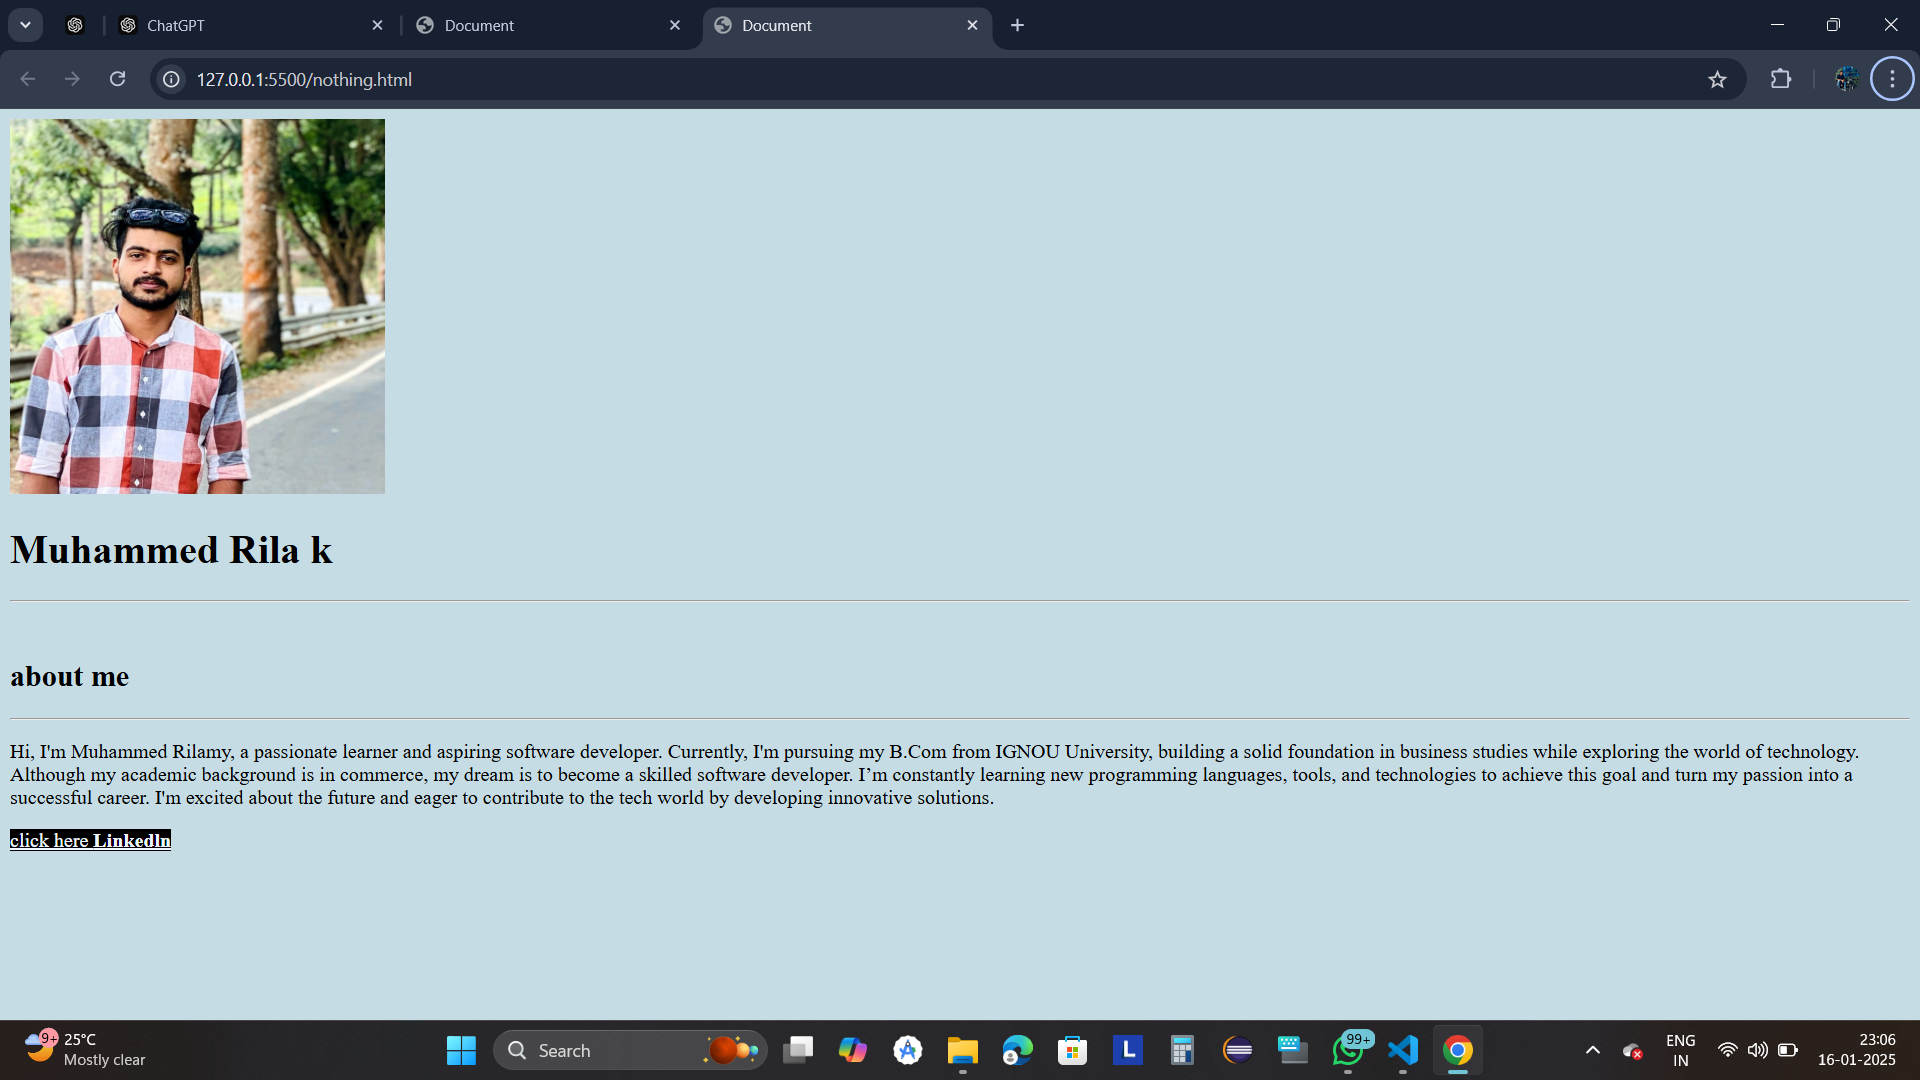 ChatGPT
Document
Document
127.0.0.1:5500/nothing.html
Muhammed Rila k
about me
Hi, I'm Muhammed Rilamy, a passionate learner and aspiring software developer. Currently, I'm pursuing my B.Com from IGNOU University, building a solid foundation in business studies while exploring the world of technology.
Although my academic background is in commerce, my dream is to become a skilled software developer. I’m constantly learning new programming languages, tools, and technologies to achieve this goal and turn my passion into a
successful career. I'm excited about the future and eager to contribute to the tech world by developing innovative solutions.
click here LinkedIn
9+
25°C
Mostly clear
Search
L
99+
ENG
IN
23:06
16-01-2025